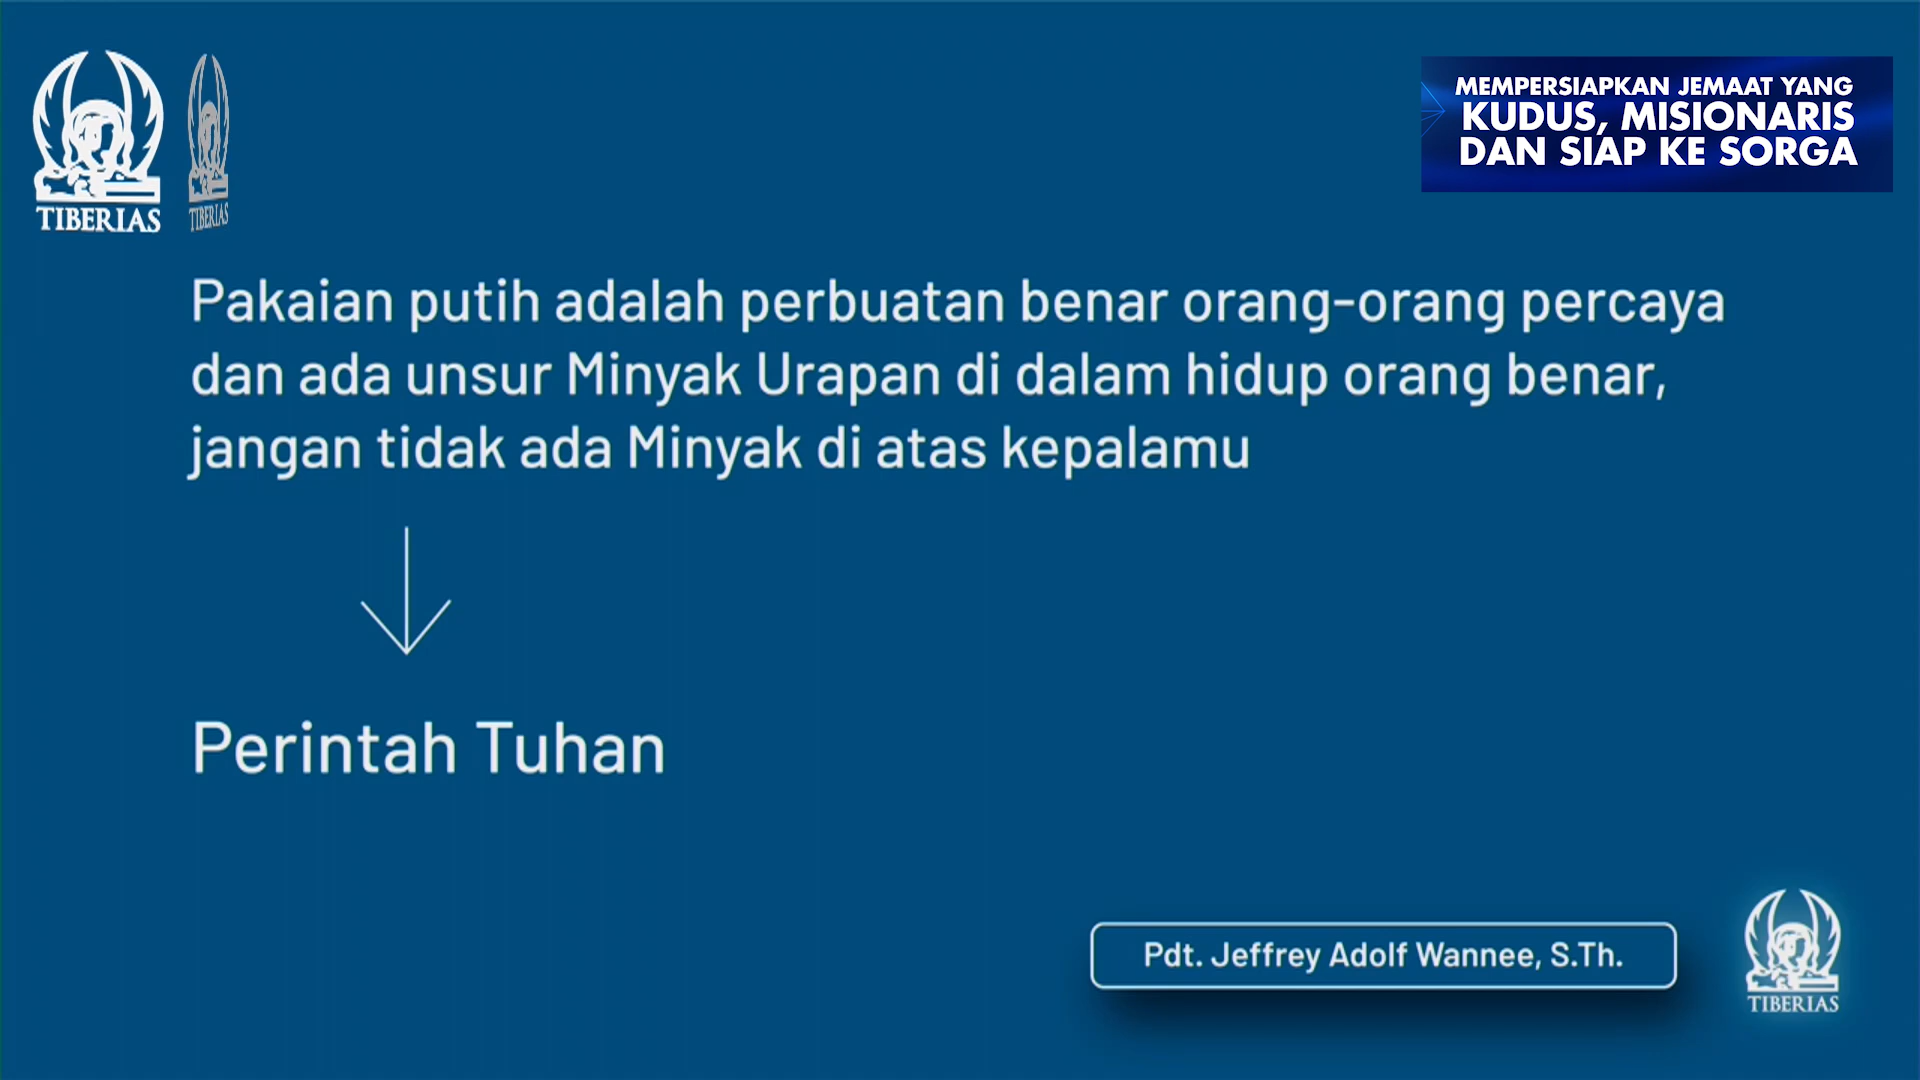 TIBERIAS
TIBERIAS
MEMPERSIAPKAN JEMAAT YANG
KUDUS, MISIONARIS
DAN SIAP KE SORGA
Pakaian putih adalah perbuatan benar orang-orang percaya
dan ada unsur Minyak Urapan di dalam hidup orang benar,
jangan tidak ada Minyak di atas kepalamu
Perintah Tuhan
Pdt. Jeffrey Adolf Wannee, S.Th.
TIBERIAS